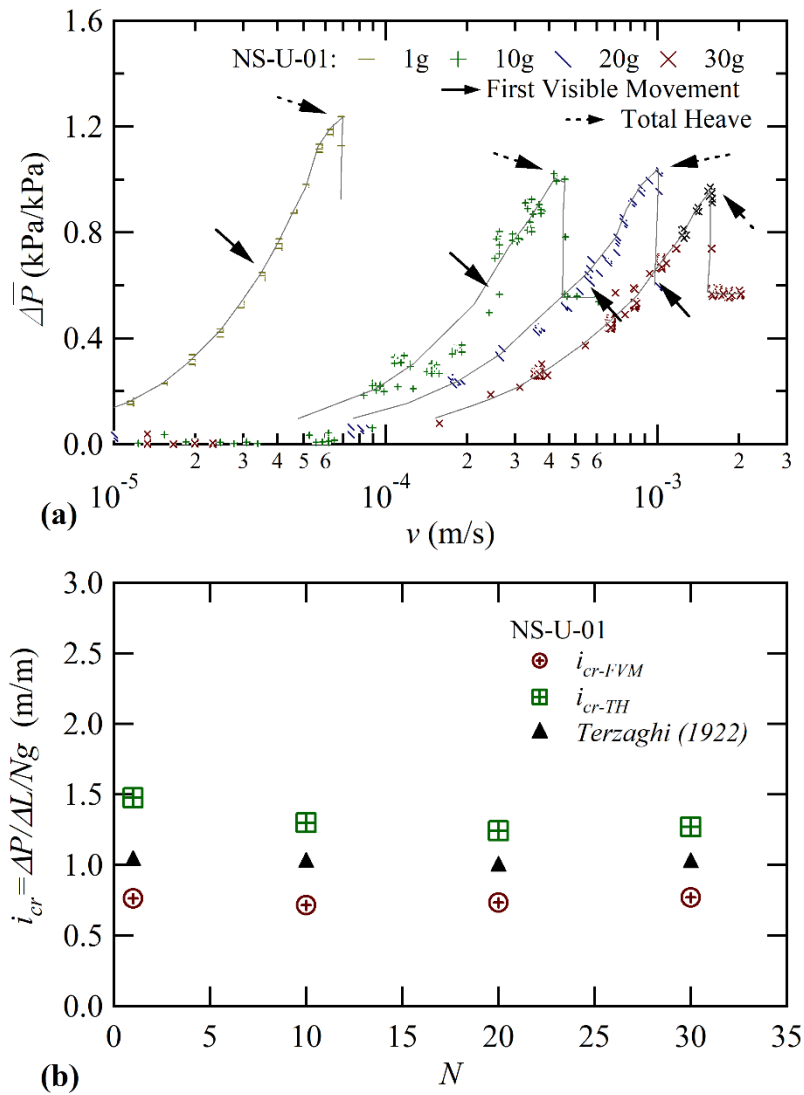 1.6
NS-U-01: 1g 10g 20g 30g
First Visible Movement
Total Heave
1.2
0.8
0.4
0.0
ΔP̅ (kPa/kPa)
2 3 4 5 6 2 3 4 5 6 2 3
10⁻⁵ 10⁻⁴ 10⁻³
(a)
v (m/s)
3.0
2.5
2.0
1.5
1.0
0.5
0.0
NS-U-01
i_cr-FVM
i_cr-TH
Terzaghi (1922)
i_cr=ΔP/ΔL/Ng (m/m)
0 5 10 15 20 25 30 35
(b)
N